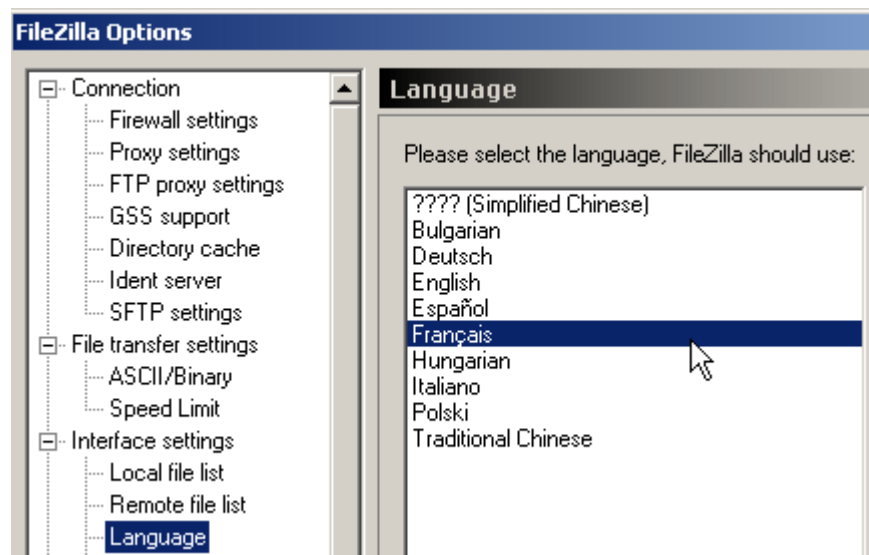 FileZilla Options
Connection
Firewall settings
Proxy settings
FTP proxy settings
GSS support
Directory cache
Ident server
SFTP settings
File transfer settings
ASCII/Binary
Speed Limit
Interface settings
Local file list
Remote file list
Language
Language
Please select the language, FileZilla should use:
???? (Simplified Chinese)
Bulgarian
Deutsch
English
Español
Français
Hungarian
Italiano
Polski
Traditional Chinese